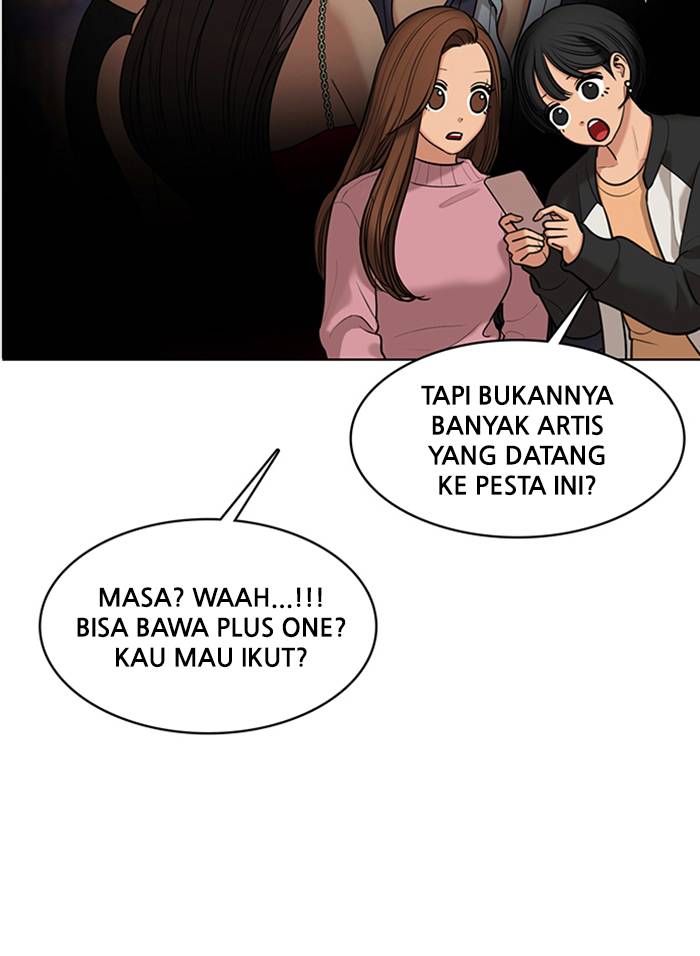 TAPI BUKANNYA
BANYAK ARTIS
YANG DATANG
KE PESTA INI?
MASA? WAAH...!!!
BISA BAWA PLUS ONE?
KAU MAU IKUT?